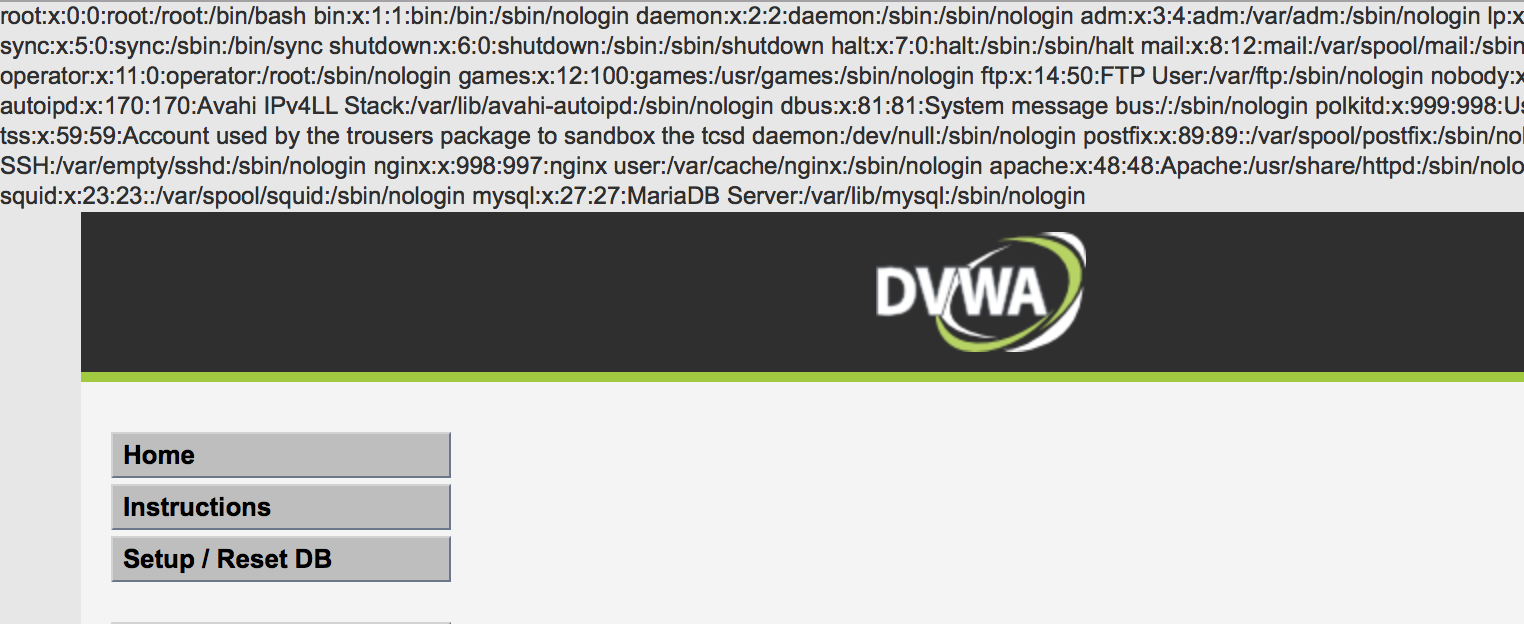 root:x:0:0:root:/root:/bin/bash bin:x:1:1:bin:/bin:/sbin/nologin daemon:x:2:2:daemon:/sbin:/sbin/nologin adm:x:3:4:adm:/var/adm:/sbin/nologin lp:x
sync:x:5:0:sync:/sbin:/bin/sync shutdown:x:6:0:shutdown:/sbin:/sbin/shutdown halt:x:7:0:halt:/sbin:/sbin/halt mail:x:8:12:mail:/var/spool/mail:/sbin
operator:x:11:0:operator:/root:/sbin/nologin games:x:12:100:games:/usr/games:/sbin/nologin ftp:x:14:50:FTP User:/var/ftp:/sbin/nologin nobody:x
autoipd:x:170:170:Avahi IPv4LL Stack:/var/lib/avahi-autoipd:/sbin/nologin dbus:x:81:81:System message bus:/:/sbin/nologin polkitd:x:999:998:Us
tss:x:59:59:Account used by the trousers package to sandbox the tcsd daemon:/dev/null:/sbin/nologin postfix:x:89:89::/var/spool/postfix:/sbin/nol
SSH:/var/empty/sshd:/sbin/nologin nginx:x:998:997:nginx user:/var/cache/nginx:/sbin/nologin apache:x:48:48:Apache:/usr/share/httpd:/sbin/nolo
squid:x:23:23::/var/spool/squid:/sbin/nologin mysql:x:27:27:MariaDB Server:/var/lib/mysql:/sbin/nologin
DVWA
Home
Instructions
Setup / Reset DB